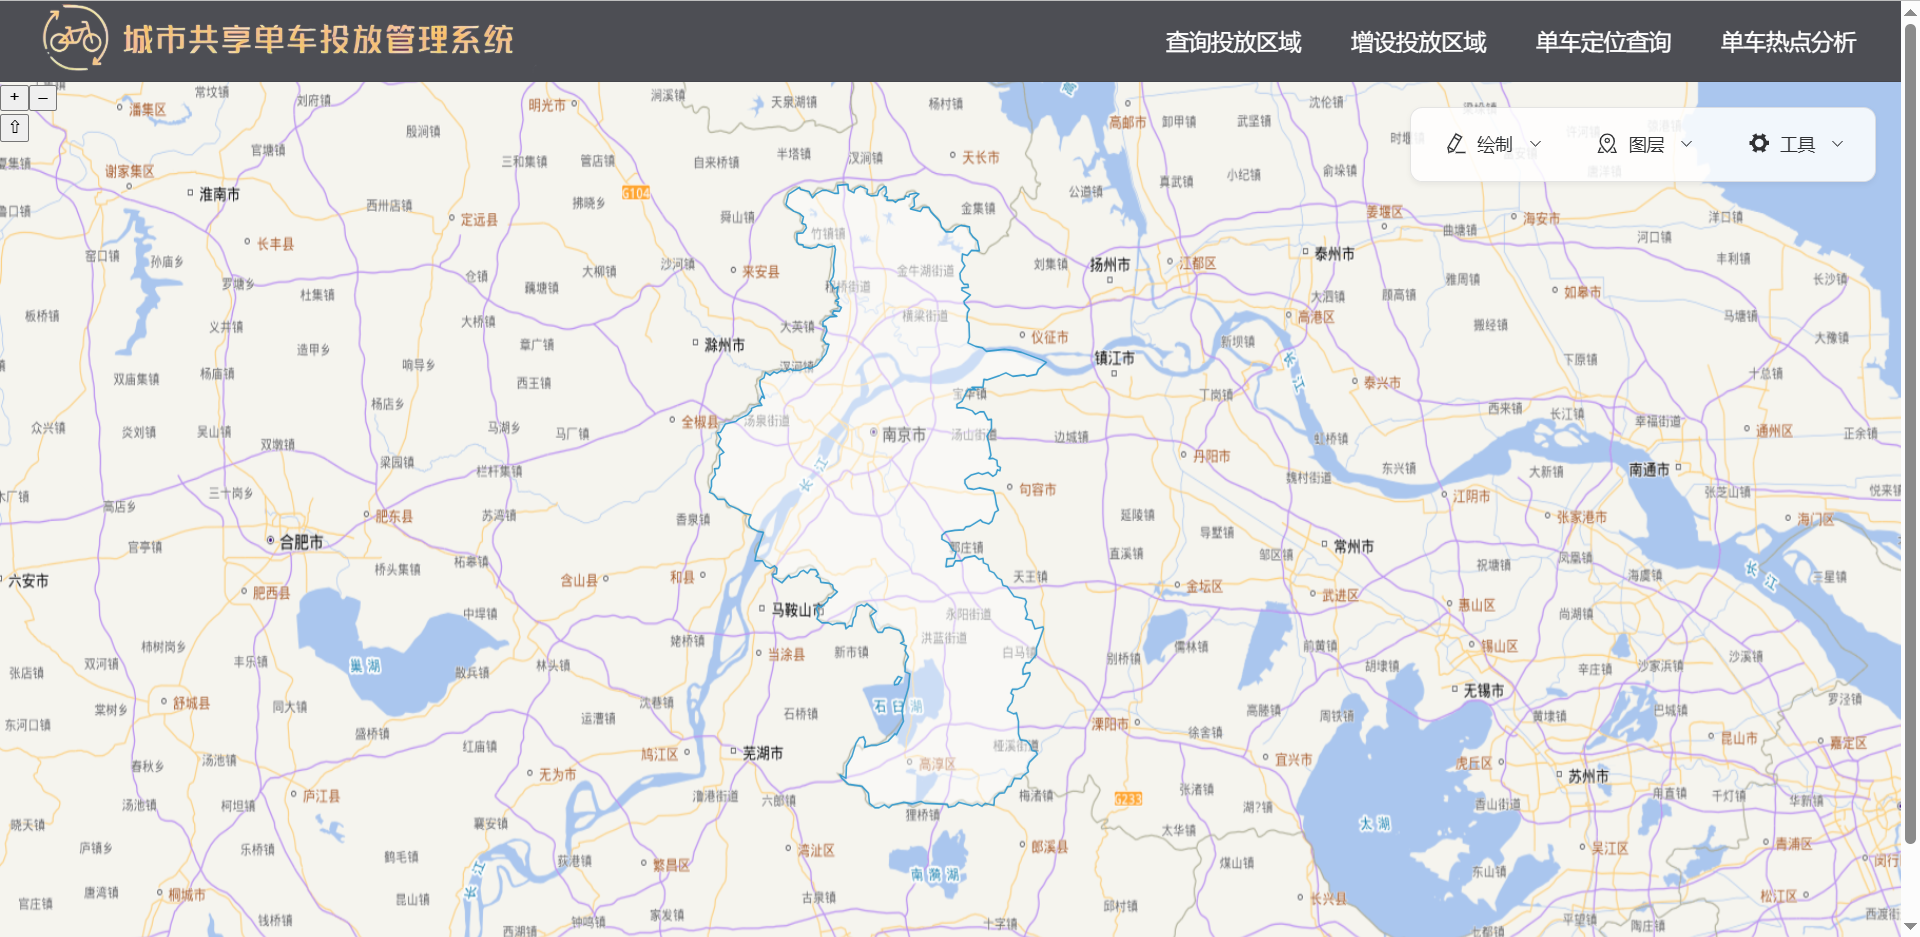 城市共享单车投放管理系统
查询投放区域 增设投放区域 单车定位查询 单车热点分析
+ –
⇧
绘制 图层 工具
常坟镇
刘府镇
明光市
涧溪镇
天泉湖镇
杨村镇
高邮市
卸甲镇
武坚镇
沈伦镇
潘集区
殷涧镇
官塘镇
三和集镇
管店镇
自来桥镇
半塔镇
汊涧镇
天长市
公道镇
真武镇
小纪镇
俞垛镇
谢家集区
淮南市
西州店镇
定远县
拂晓乡
G104
舜山镇
金集镇
姜堰区
曲塘镇
海安市
洋口镇
河口镇
长丰县
窑口镇
孙庙乡
罗塘乡
仓镇
大柳镇
沙河镇
来安县
竹镇镇
金牛湖街道
刘集镇
扬州市
江都区
泰州市
雅周镇
丰利镇
长沙镇
杜集镇
藕塘镇
横梁街道
大泗镇
顾高镇
如皋市
板桥镇
义井镇
大桥镇
大英镇
仪征市
高港区
搬经镇
马塘镇
大豫镇
造甲乡
章广镇
滁州市
汊河镇
镇江市
新坝镇
长江
下原镇
双庙集镇
杨庙镇
响导乡
西王镇
宝华镇
丁岗镇
泰兴市
十总镇
杨店乡
全椒县
汤泉街道
南京市
汤山街道
边城镇
西来镇
长江镇
幸福街道
通州区
正余镇
众兴镇
炎刘镇
吴山镇
双墩镇
马湖乡
马厂镇
虹桥镇
梁园镇
栏杆集镇
长江
丹阳市
东兴镇
大新镇
南通市
三十岗乡
高店乡
句容市
魏村街道
江阴市
张芝山镇
悦来镇
肥东县
苏湾镇
香泉镇
延陵镇
导墅镇
张家港市
海门区
官亭镇
合肥市
郭庄镇
直溪镇
邹区镇
常州市
凤凰镇
六安市
桥头集镇
柘皋镇
含山县
和县
天王镇
金坛区
祝塘镇
海虞镇
长江
三星镇
肥西县
中垾镇
马鞍山市
永阳街道
武进区
惠山区
尚湖镇
柿树岗乡
姥桥镇
洪蓝街道
张店镇
双河镇
丰乐镇
巢湖
散兵镇
林头镇
当涂县
新市镇
白马镇
别桥镇
儒林镇
前黄镇
胡埭镇
锡山区
辛庄镇
沙家浜镇
沙溪镇
舒城县
棠树乡
同大镇
沈巷镇
石臼湖
无锡市
罗泾镇
东河口镇
盛桥镇
运漕镇
石桥镇
溧阳市
高塍镇
周铁镇
黄埭镇
巴城镇
汤池镇
红庙镇
鸠江区
芜湖市
桠溪街道
徐舍镇
昆山市
嘉定区
春秋乡
无为市
高淳区
宜兴市
虎丘区
苏州市
汤池镇
柯坦镇
庐江县
六郎镇
梅渚镇
G233
张渚镇
湖?镇
香山街道
甪直镇
千灯镇
华新镇
晓天镇
襄安镇
狸桥镇
太华镇
太湖
庐镇乡
乐桥镇
鹤毛镇
荻港镇
繁昌区
湾沚区
郎溪县
煤山镇
吴江区
青浦区
长江
南漪湖
东山镇
官庄镇
唐湾镇
桐城市
昆山镇
古泉镇
邱村镇
长兴县
松江区
钱桥镇
西湖镇
钟鸣镇
家发镇
十字镇
七都镇
平望镇
陶庄镇